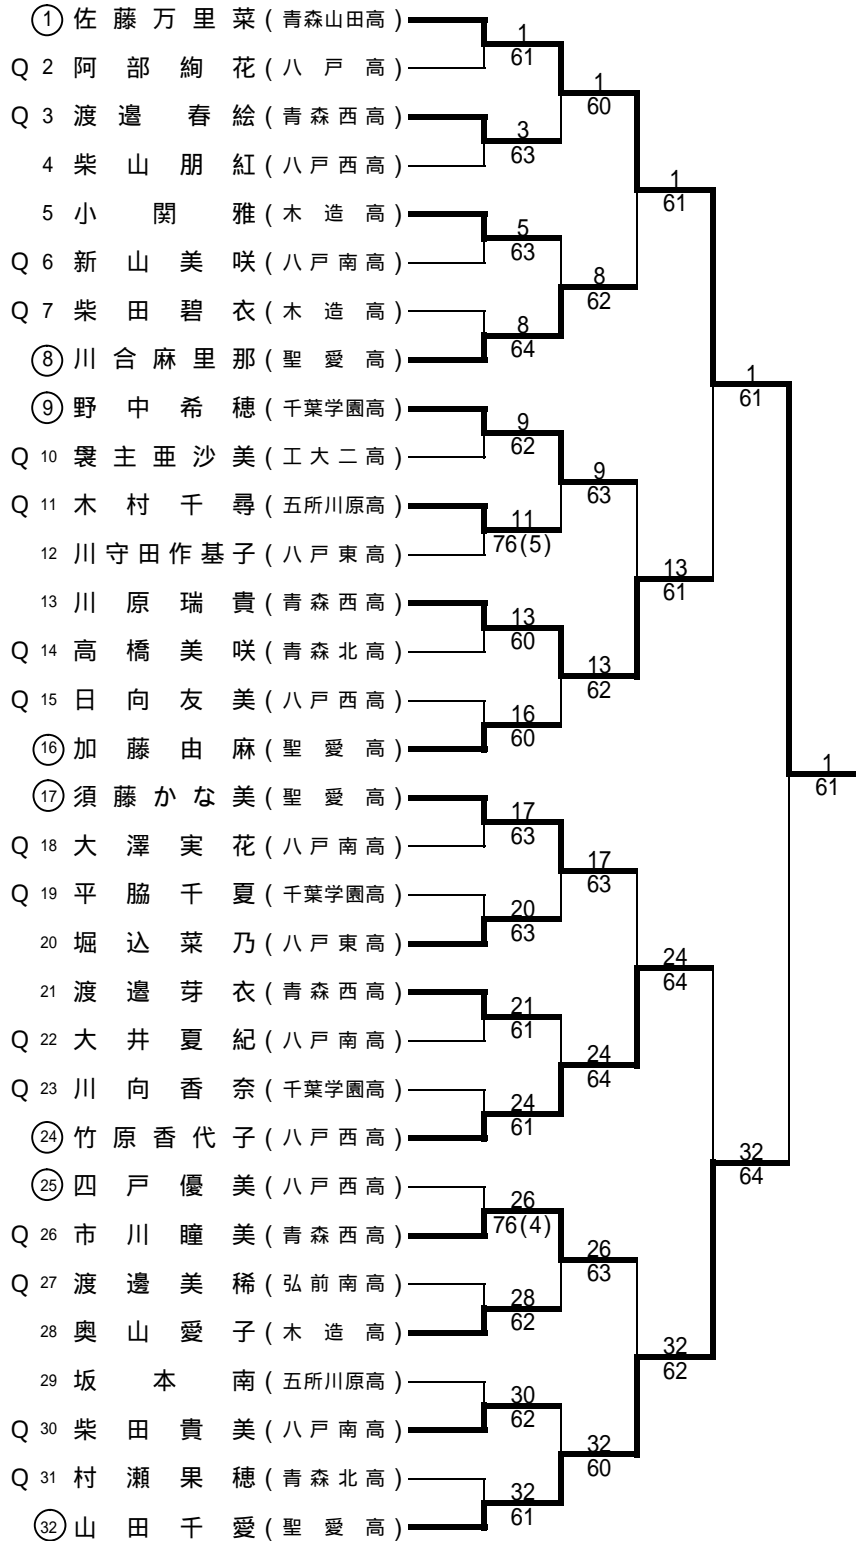 ① 佐藤万里菜 (青森山田高)
Q 2 阿部絢花 (八戸高)
Q 3 渡邉春絵 (青森西高)
4 柴山朋紅 (八戸西高)
5 小関雅 (木造高)
Q 6 新山美咲 (八戸南高)
Q 7 柴田碧衣 (木造高)
⑧ 川合麻里那 (聖愛高)
⑨ 野中希穂 (千葉学園高)
Q 10 主亜沙美 (工大二高)
Q 11 木村千尋 (五所川原高)
12 川守田作基子 (八戸東高)
13 川原瑞貴 (青森西高)
Q 14 高橋美咲 (青森北高)
Q 15 日向友美 (八戸西高)
⑯ 加藤由麻 (聖愛高)
⑰ 須藤かな美 (聖愛高)
Q 18 大澤実花 (八戸南高)
Q 19 平脇千夏 (千葉学園高)
20 堀込菜乃 (八戸東高)
21 渡邉芽衣 (青森西高)
Q 22 大井夏紀 (八戸南高)
Q 23 川向香奈 (千葉学園高)
㉔ 竹原香代子 (八戸西高)
㉕ 四戸優美 (八戸西高)
Q 26 市川瞳美 (青森西高)
Q 27 渡邊美稀 (弘前南高)
28 奥山愛子 (木造高)
29 坂本南 (五所川原高)
Q 30 柴田貴美 (八戸南高)
Q 31 村瀬果穂 (青森北高)
㉜ 山田千愛 (聖愛高)
1
61
3
63
5
63
8
64
9
62
11
76(5)
13
60
16
60
17
63
20
63
21
61
24
61
26
76(4)
28
62
30
62
32
61
1
60
8
62
9
63
13
62
17
63
24
64
26
63
32
60
1
61
13
61
24
64
32
62
1
61
32
64
1
61